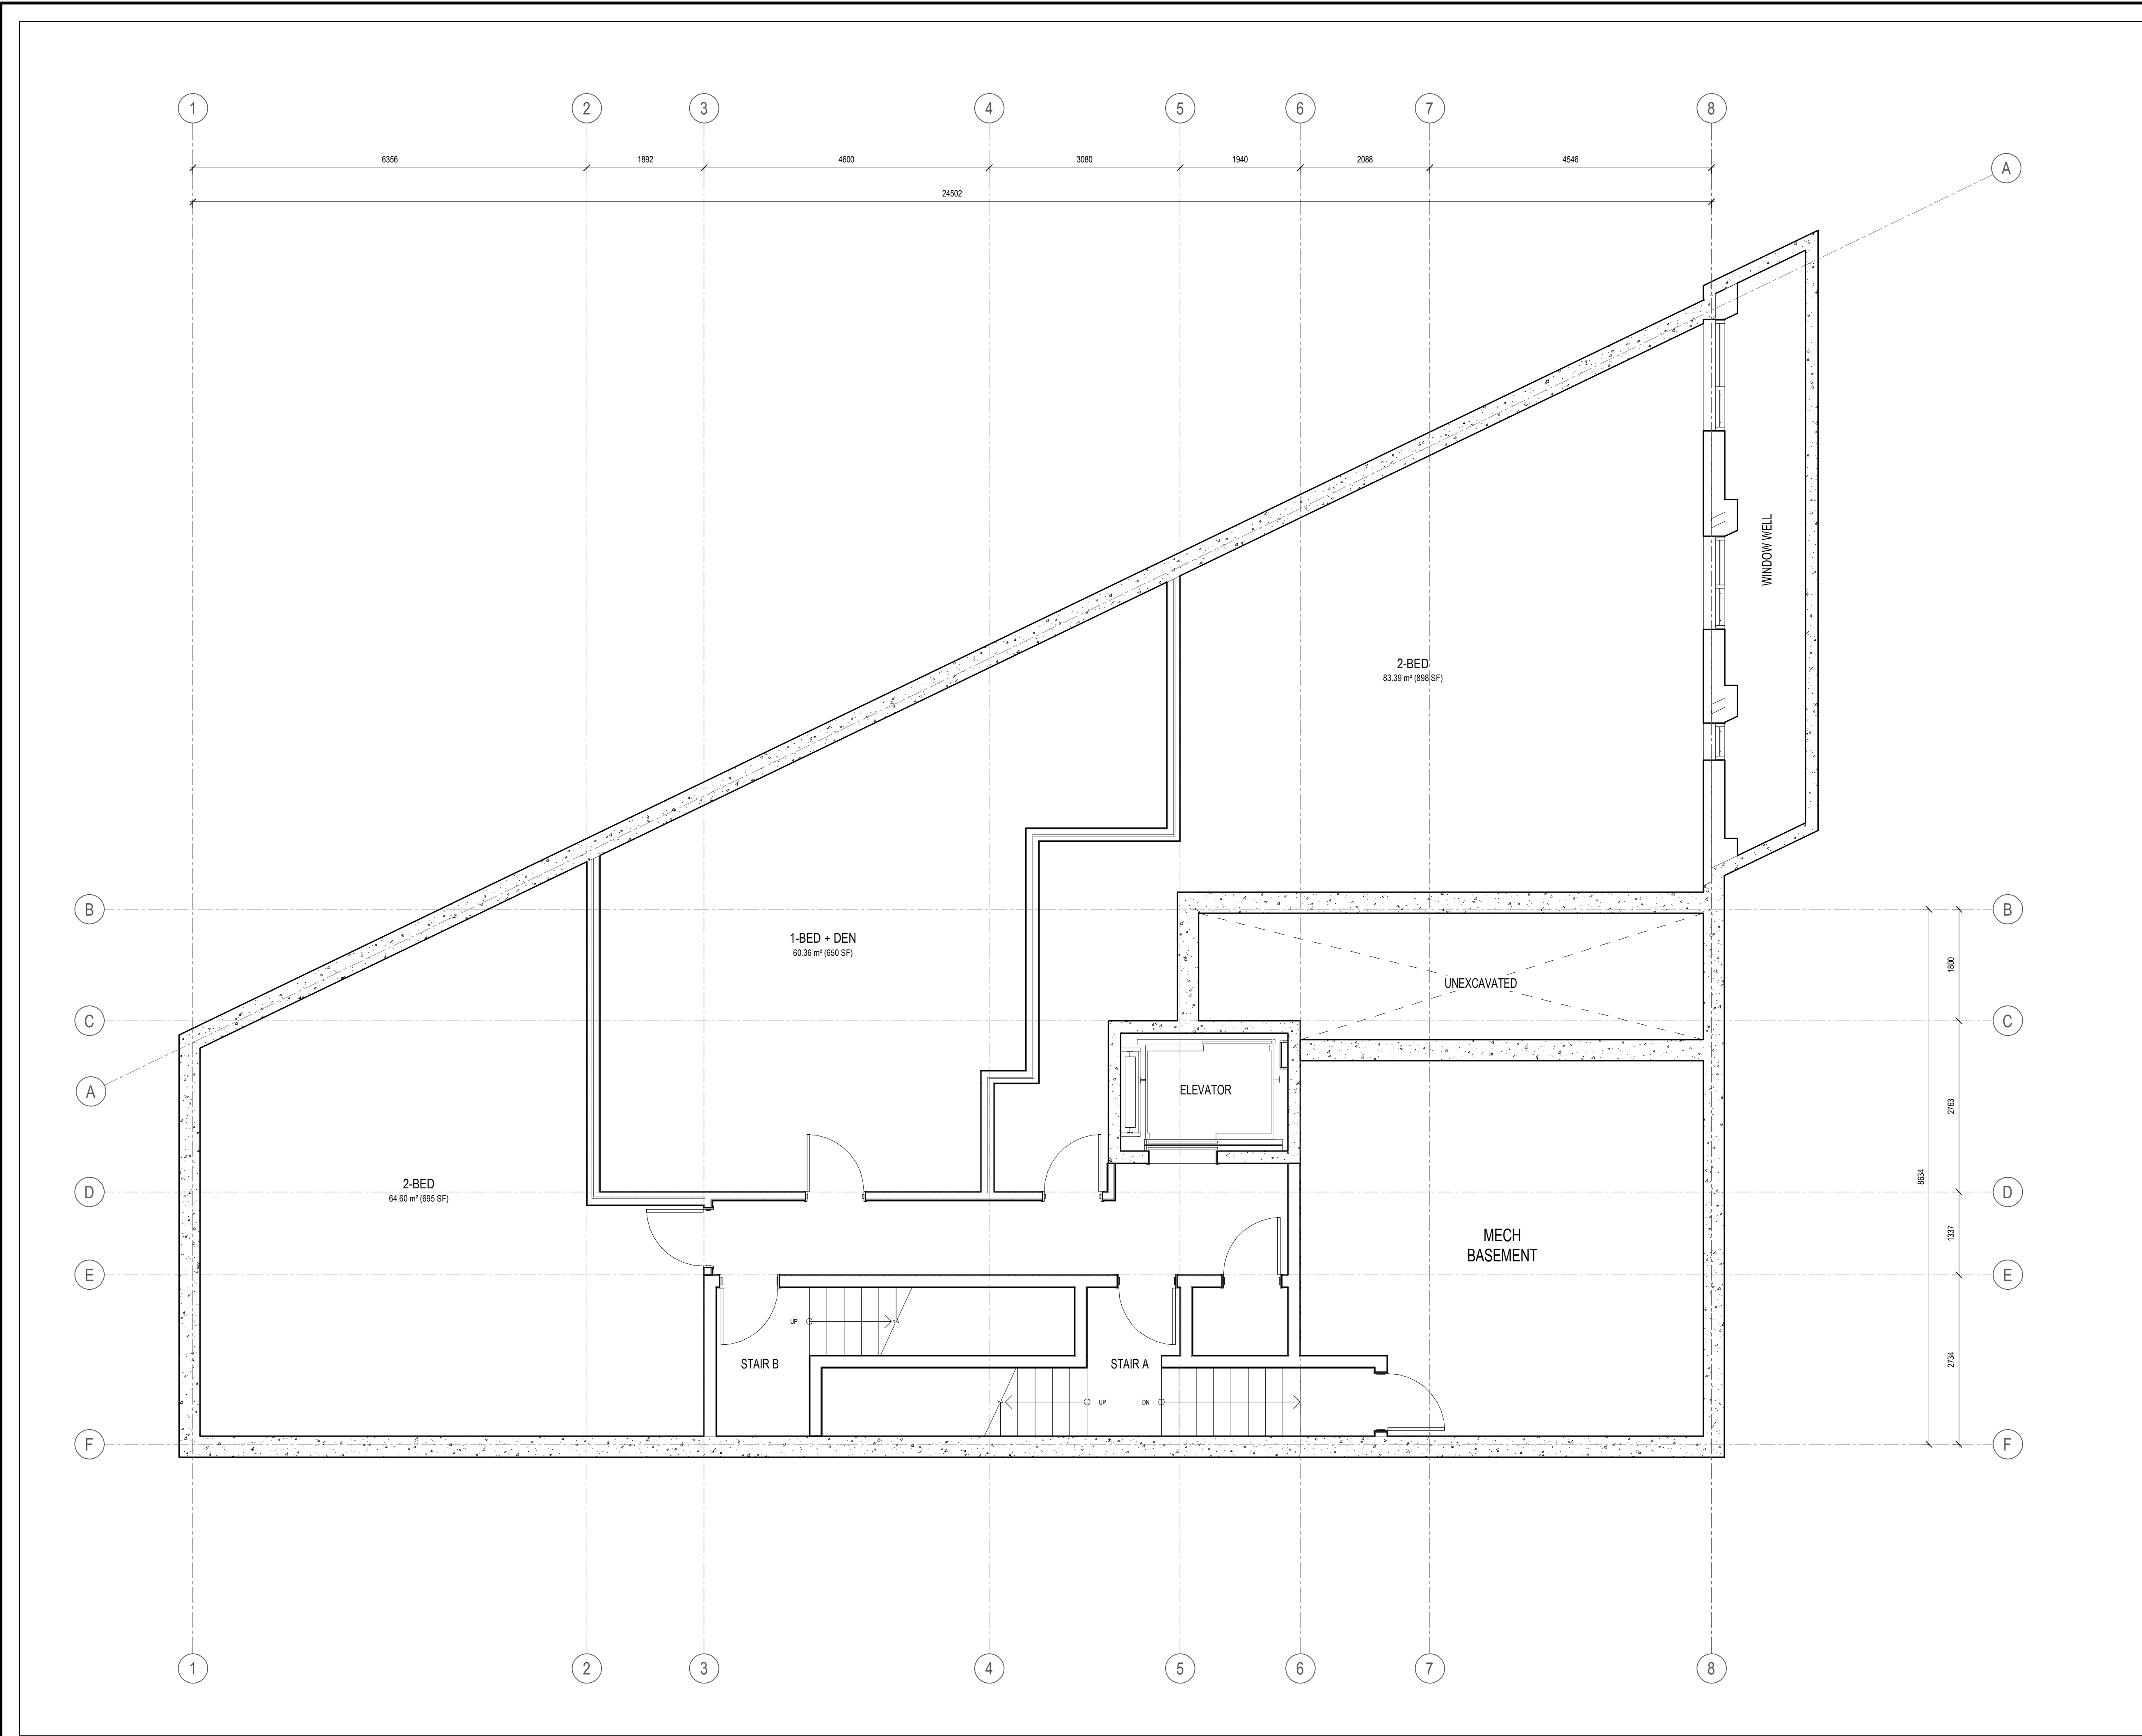 1
2
3
4
5
6
7
8
A
6356
1892
4600
3080
1940
2088
4546
24502
WINDOW WELL
2-BED
83.39 m² (898 SF)
B
B
1-BED + DEN
60.36 m² (650 SF)
1800
UNEXCAVATED
C
C
A
ELEVATOR
2763
2-BED
64.60 m² (695 SF)
D
D
8634
MECH
BASEMENT
1337
E
E
UP
STAIR B
STAIR A
2734
UP
DN
F
F
1
2
3
4
5
6
7
8